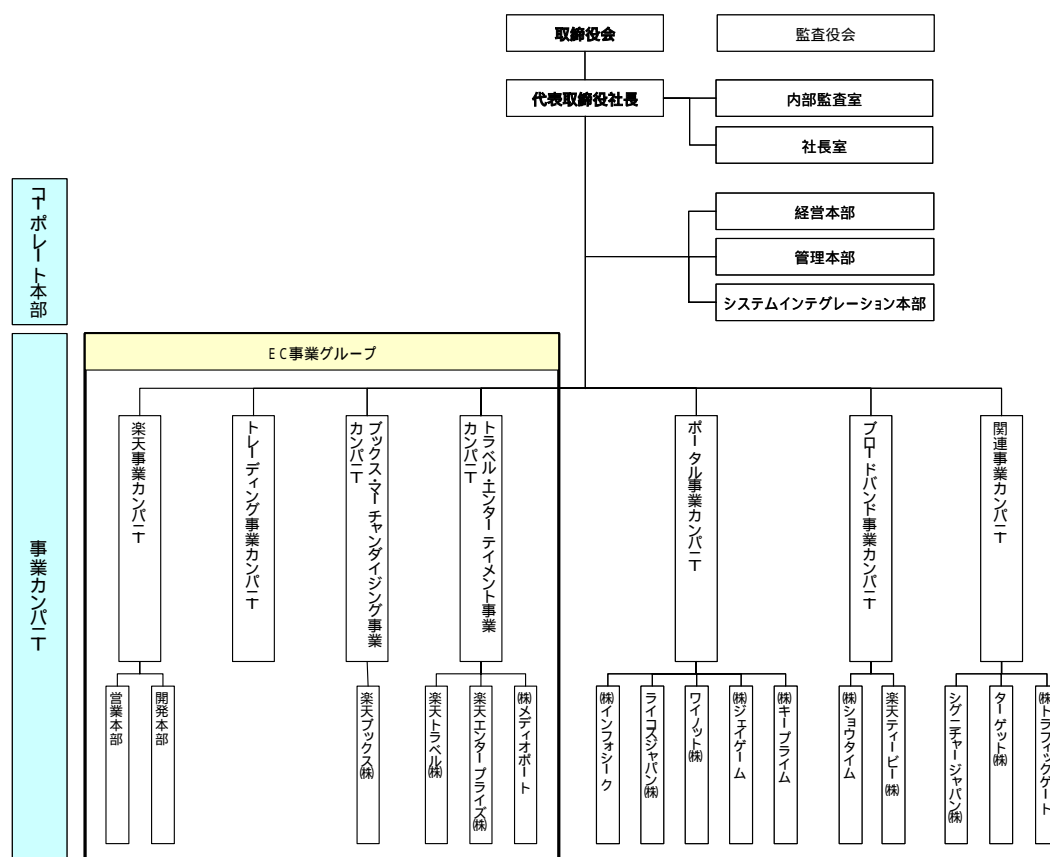 取締役会
監査役会
代表取締役社長
内部監査室
社長室
コーポレート本部
経営本部
管理本部
システムインテグレーション本部
事業カンパニー
EC事業グループ
楽天事業カンパニー
トレーディング事業カンパニー
ブックス・マーチャンダイジング事業
カンパニー
トラベル・エンターテイメント事業
カンパニー
ポータル事業カンパニー
ブロードバンド事業カンパニー
関連事業カンパニー
営業本部
開発本部
楽天ブックス㈱
楽天トラベル㈱
楽天エンタープライズ㈱
㈱メディオポート
㈱インフォシーク
ライコスジャパン㈱
ワイノット㈱
㈱ジェイゲーム
㈱キープライム
㈱ショウタイム
楽天ティービー㈱
シグニチャージャパン㈱
ターゲット㈱
㈱トラフィックゲート